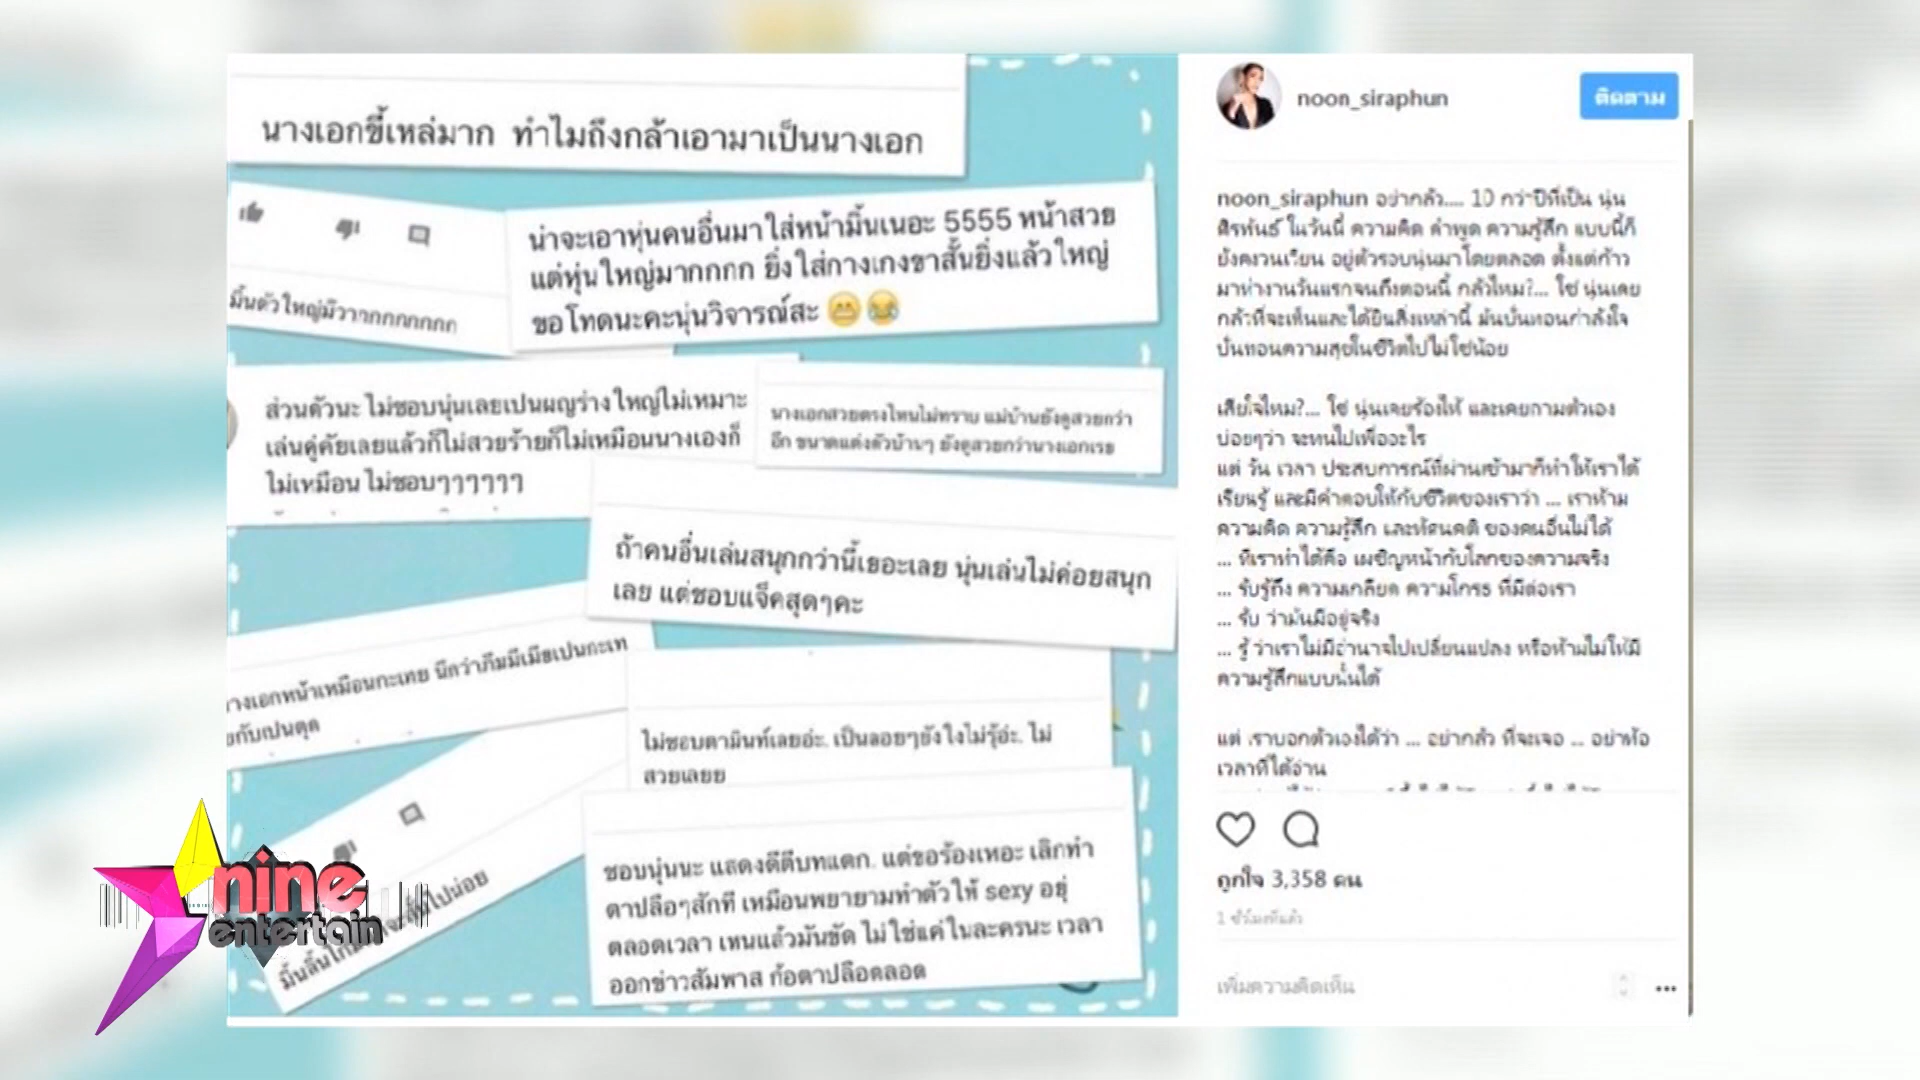 นางเอกขี้เหล่มาก ทำไมถึงกล้าเอามาเป็นนางเอก
น่าจะเอาหุ่นคนอื่นมาใส่หน้ามิ้นเนอะ 5555 หน้าสวย
แต่หุ่นใหญ่มากกกก ยิ่งใส่กางเกงขาสั้นยิ่งแล้วใหญ่
ขอโทดนะคะนุ่นวิจารณ์สะ 😁😂
มิ้นตัวใหญ่ม๊วาากกกกกกกก
ส่วนตัวนะ ไม่ชอบนุ่นเลยเปนผญร่างใหญ่ไม่เหมาะ
เล่นคู่คัยเลยแล้วก็ไม่สวยร้ายก็ไม่เหมือนนางเองก็
ไม่เหมือน ไม่ชอบๆๆๆๆๆๆ
นางเอกสวยตรงไหนไม่ทราบ แม่บ้านยังดูสวยกว่า
อีก ขนาดแต่งตัวบ้านๆ ยังดูสวยกว่านางเอกเรย
ถ้าคนอื่นเล่นสนุกกว่านี้เยอะเลย นุ่นเล่นไม่ค่อยสนุก
เลย แต่ชอบแจ็คสุดๆคะ
างเอกหน้าเหมือนกะเทย นึกว่าภีมมีเมียเปนกะเท
ยกับเปนตุด
ไม่ชอบตามินท์เลยอ่ะ. เป็นลอยๆยังใงไม่รุ้อ่ะ. ไม่
สวยเลยย
มิ้นลิ้นไก่ จะสั้นไปน่อย
ชอบนุ่นนะ แสดงดีตีบทแตก. แต่ขอร้องเหอะ เลิกทำ
ตาปลือๆสักที เหมือนพยายามทำตัวให้ sexy อยู่
ตลอดเวลา เหนแล้วมันขัด ไม่ใช่แค่ในละครนะ เวลา
ออกข่าวสัมพาส ก้อตาปลือตลอด
nine
entertain
noon_siraphun
ติดตาม
noon_siraphun อย่ากลัว.... 10 กว่าปีที่เป็น นุ่น
ศิรพันธ์ ในวันนี้ ความคิด คำพูด ความรู้สึก แบบนี้ก็
ยังคงวนเวียน อยู่ตัวรอบนุ่นมาโดยตลอด ตั้งแต่ก้าว
มาทำงานวันแรกจนถึงตอนนี้ กลัวไหม?... ใช่ นุ่นเคย
กลัวที่จะเห็นและได้ยินสิ่งเหล่านี้ มันบั่นทอนกำลังใจ
บั่นทอนความสุขในชีวิตไปไม่ใช่น้อย
เสียใจไหม?... ใช่ นุ่นเคยร้องไห้ และเคยถามตัวเอง
บ่อยๆว่า จะทนไปเพื่ออะไร
แต่ วัน เวลา ประสบการณ์ที่ผ่านเข้ามาก็ทำให้เราได้
เรียนรู้ และมีคำตอบให้กับชีวิตของเราว่า ... เราห้าม
ความคิด ความรู้สึก และทัศนคติ ของคนอื่นไม่ได้
... ที่เราทำได้คือ เผชิญหน้ากับโลกของความจริง
... รับรู้ถึง ความเกลียด ความโกรธ ที่มีต่อเรา
... รับ ว่ามันมีอยู่จริง
... รู้ ว่าเราไม่มีอำนาจไปเปลี่ยนแปลง หรือห้ามไม่ให้มี
ความรู้สึกแบบนั้นได้
แต่ เราบอกตัวเองได้ว่า ... อย่ากลัว ที่จะเจอ ... อย่าท้อ
เวลาที่ได้อ่าน
ถูกใจ 3,358 คน
1 ชั่วโมงที่แล้ว
เพิ่มความคิดเห็น